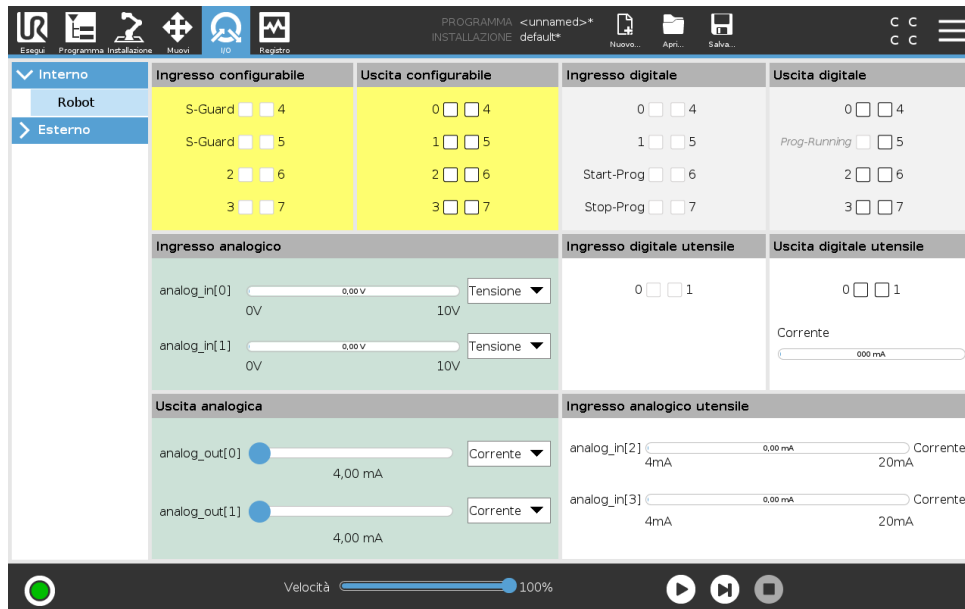 PROGRAMMA <unnamed>*
INSTALLAZIONE default*
UR
Esegui Programma Installazione Muovi I/O Registro
Nuovo... Apri... Salva...
C C
C C
Interno
Robot
Esterno
Ingresso configurabile
S-Guard 4
S-Guard 5
2 6
3 7
Uscita configurabile
0 4
1 5
2 6
3 7
Ingresso digitale
0 4
1 5
Start-Prog 6
Stop-Prog 7
Uscita digitale
0 4
Prog-Running 5
2 6
3 7
Ingresso analogico
analog_in[0] 0,00 V Tensione
0V 10V
analog_in[1] 0,00 V Tensione
0V 10V
Ingresso digitale utensile
0 1
Uscita digitale utensile
0 1
Corrente
000 mA
Uscita analogica
analog_out[0] Corrente
4,00 mA
analog_out[1] Corrente
4,00 mA
Ingresso analogico utensile
analog_in[2] 0,00 mA Corrente
4mA 20mA
analog_in[3] 0,00 mA Corrente
4mA 20mA
Velocità 100%